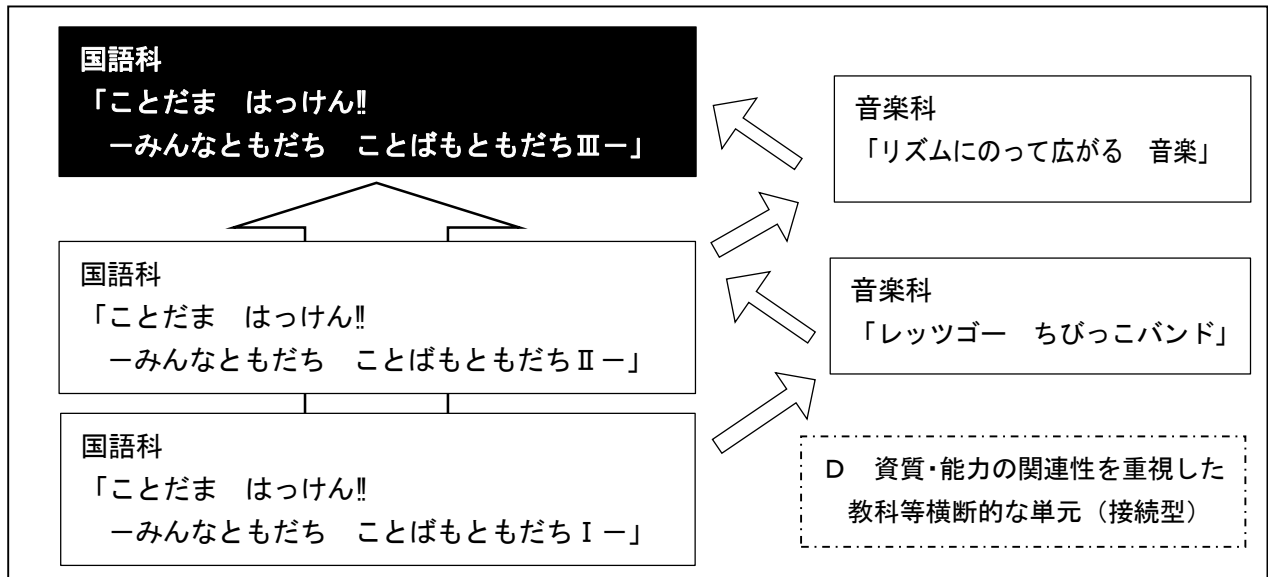 国語科
「ことだま　はっけん‼
－みんなともだち　ことばもともだちⅢ－」
音楽科
「リズムにのって広がる　音楽」
国語科
「ことだま　はっけん‼
－みんなともだち　ことばもともだちⅡ－」
音楽科
「レッツゴー　ちびっこバンド」
国語科
「ことだま　はっけん‼
－みんなともだち　ことばもともだちⅠ－」
D　資質・能力の関連性を重視した
教科等横断的な単元（接続型）